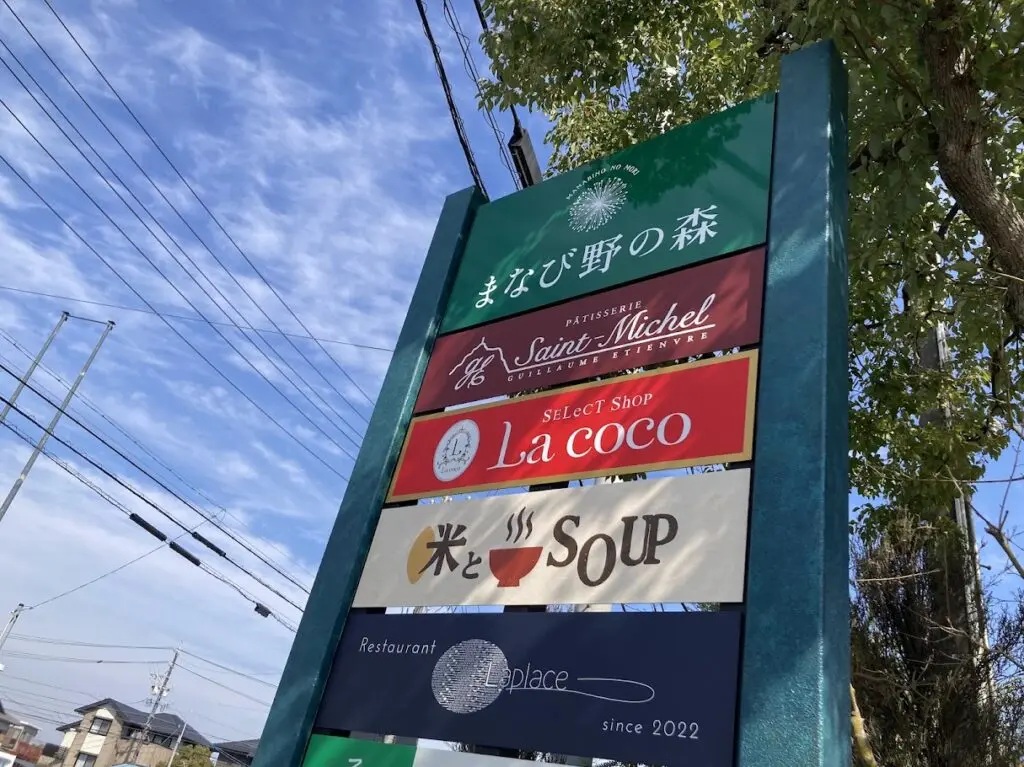 MANABINO NO MORI
まなび野の森
PÂTISSERIE
Saint-Michel
GUILLAUME ETIENVRE
ge
SELeCT SHoP
L
La coco
米と SOUP
Restaurant
Laplace
since 2022